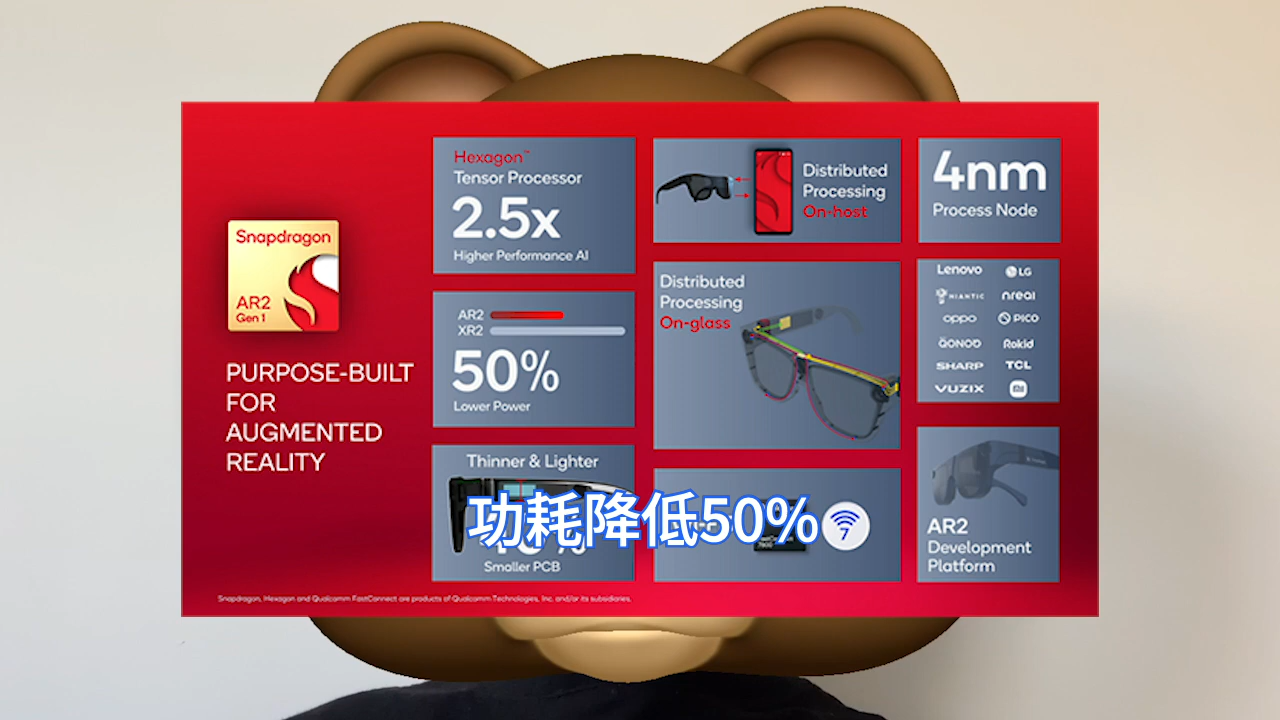 Snapdragon
AR2
Gen 1
PURPOSE-BUILT
FOR
AUGMENTED
REALITY
Hexagon™
Tensor Processor
2.5x
Higher Performance AI
AR2
XR2
50%
Lower Power
Thinner & Lighter
Smaller PCB
Distributed
Processing
On-host
Distributed
Processing
On-glass
7
4nm
Process Node
Lenovo
LG
NIANTIC
nreal
oppo
PICO
QONOQ
Rokid
SHARP
TCL
VUZIX
AR2
Development
Platform
功耗降低50%
Snapdragon, Hexagon and Qualcomm FastConnect are products of Qualcomm Technologies, Inc. and/or its subsidiaries.